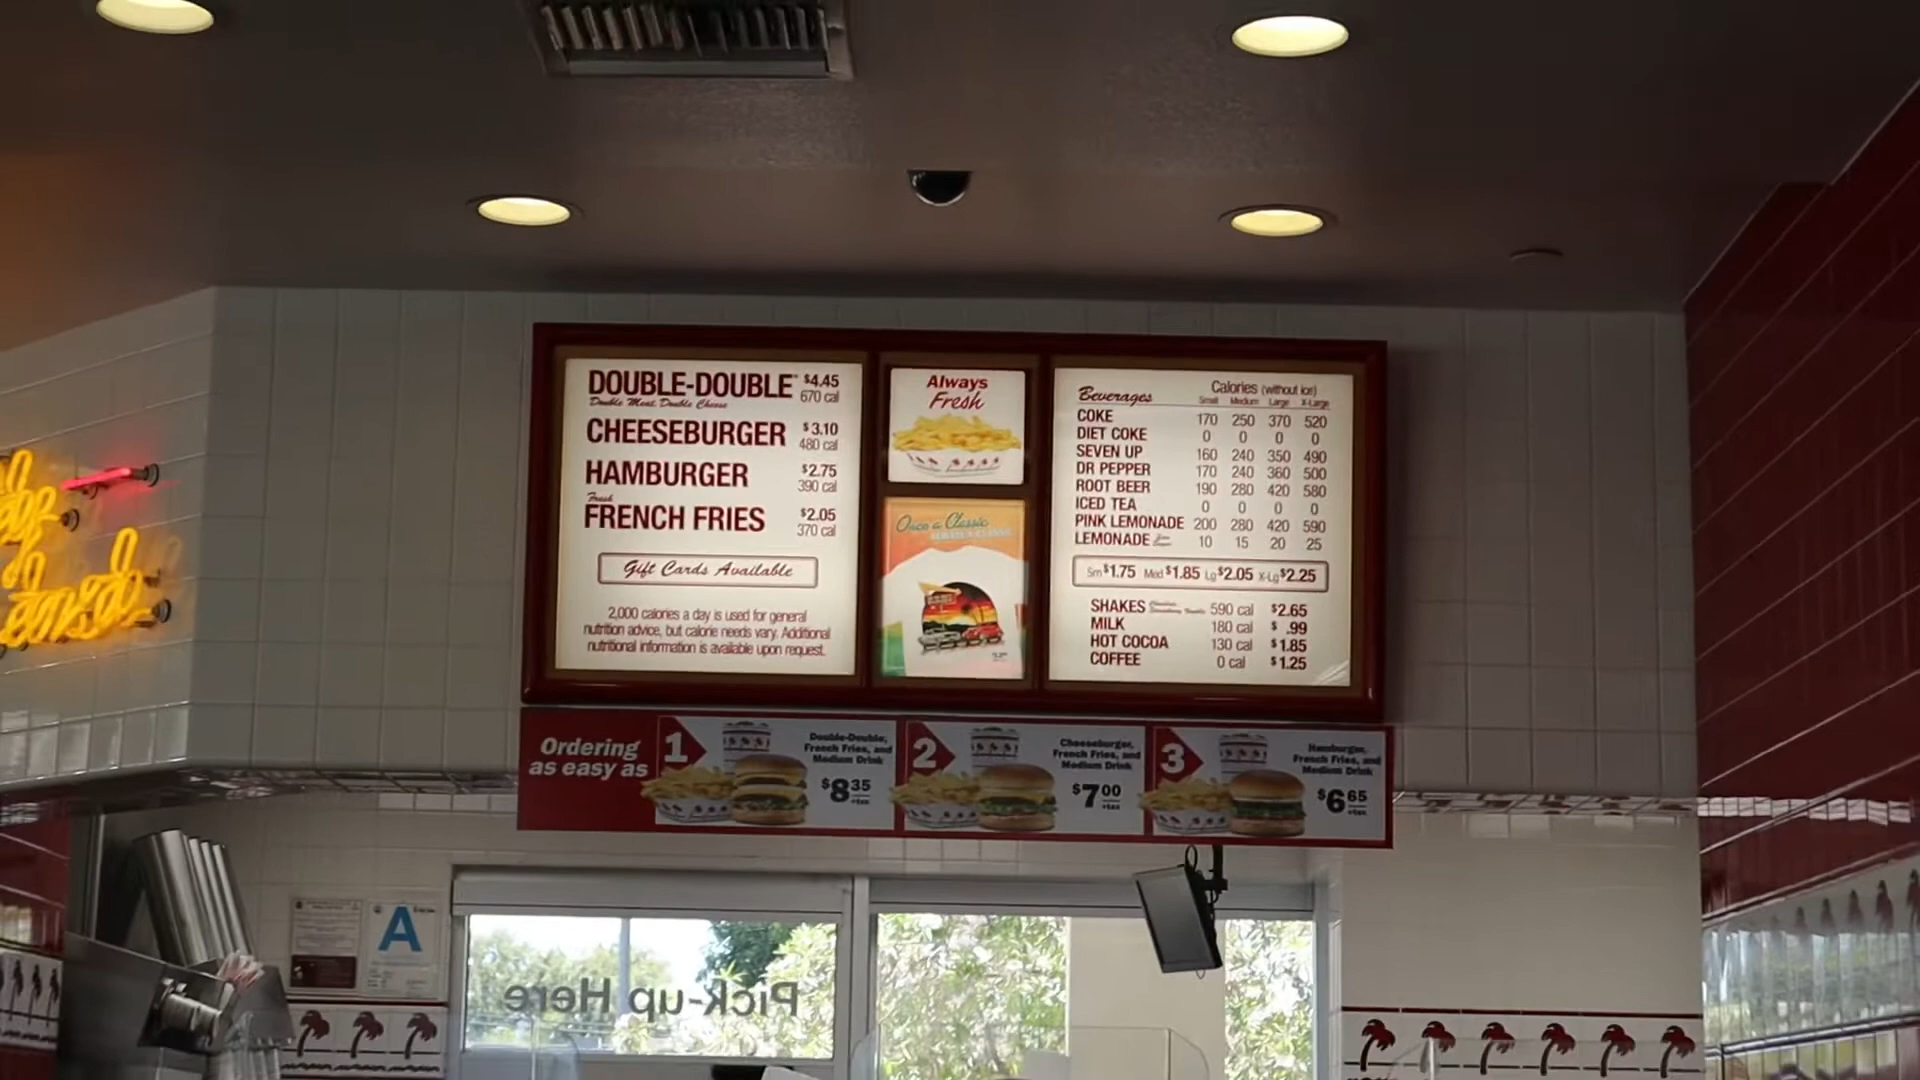 DOUBLE-DOUBLE $4.45
Double Meat, Double Cheese 670 cal
CHEESEBURGER $3.10
480 cal
HAMBURGER $2.75
390 cal
Fresh
FRENCH FRIES $2.05
370 cal
Gift Cards Available
2,000 calories a day is used for general
nutrition advice, but calorie needs vary. Additional
nutritional information is available upon request.
Always
Fresh
Once a Classic
Beverages Calories (without ice)
Small Medium Large X-Large
COKE 170 250 370 520
DIET COKE 0 0 0 0
SEVEN UP 160 240 350 490
DR PEPPER 170 240 360 500
ROOT BEER 190 280 420 580
ICED TEA 0 0 0 0
PINK LEMONADE 200 280 420 590
LEMONADE 10 15 20 25
Sm $1.75 Med $1.85 Lg $2.05 X-Lg $2.25
SHAKES 590 cal $2.65
MILK 180 cal $ .99
HOT COCOA 130 cal $1.85
COFFEE 0 cal $1.25
Ordering
as easy as
1
Double-Double,
French Fries, and
Medium Drink
$8 35
+tax
2
Cheeseburger,
French Fries, and
Medium Drink
$7 00
+tax
3
Hamburger,
French Fries, and
Medium Drink
$6 65
+tax
A
Pick-up Here